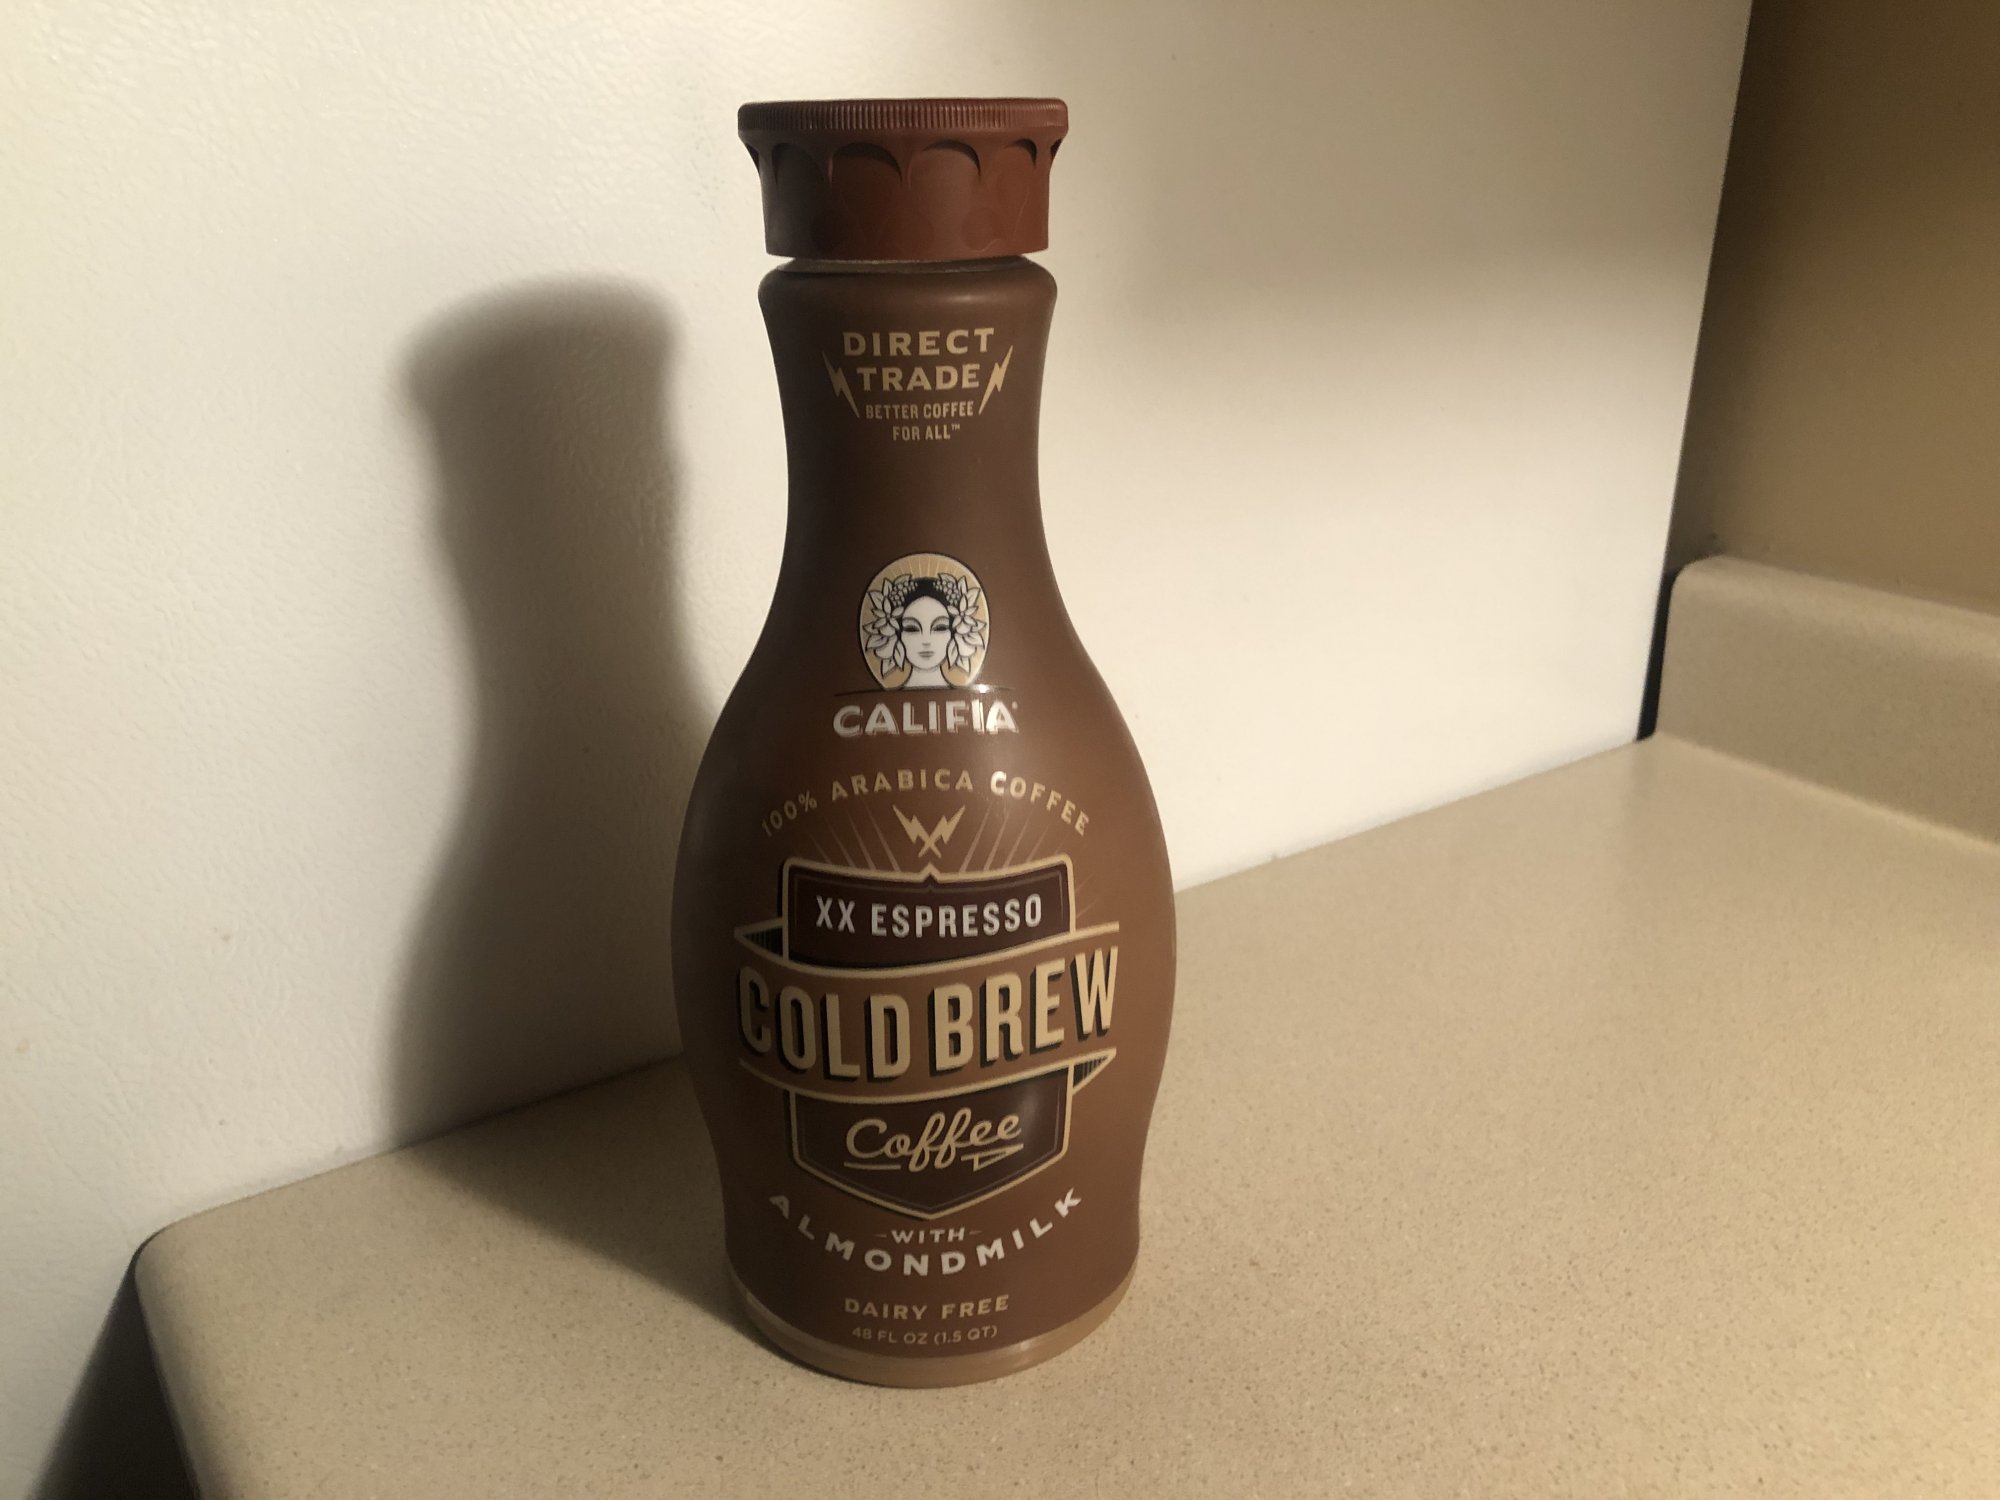 DIRECT
TRADE
BETTER COFFEE
FOR ALL™
CALIFIA
100% ARABICA COFFEE
XX ESPRESSO
COLD BREW
Coffee
WITH
ALMONDMILK
DAIRY FREE
48 FL OZ (1.5 QT)